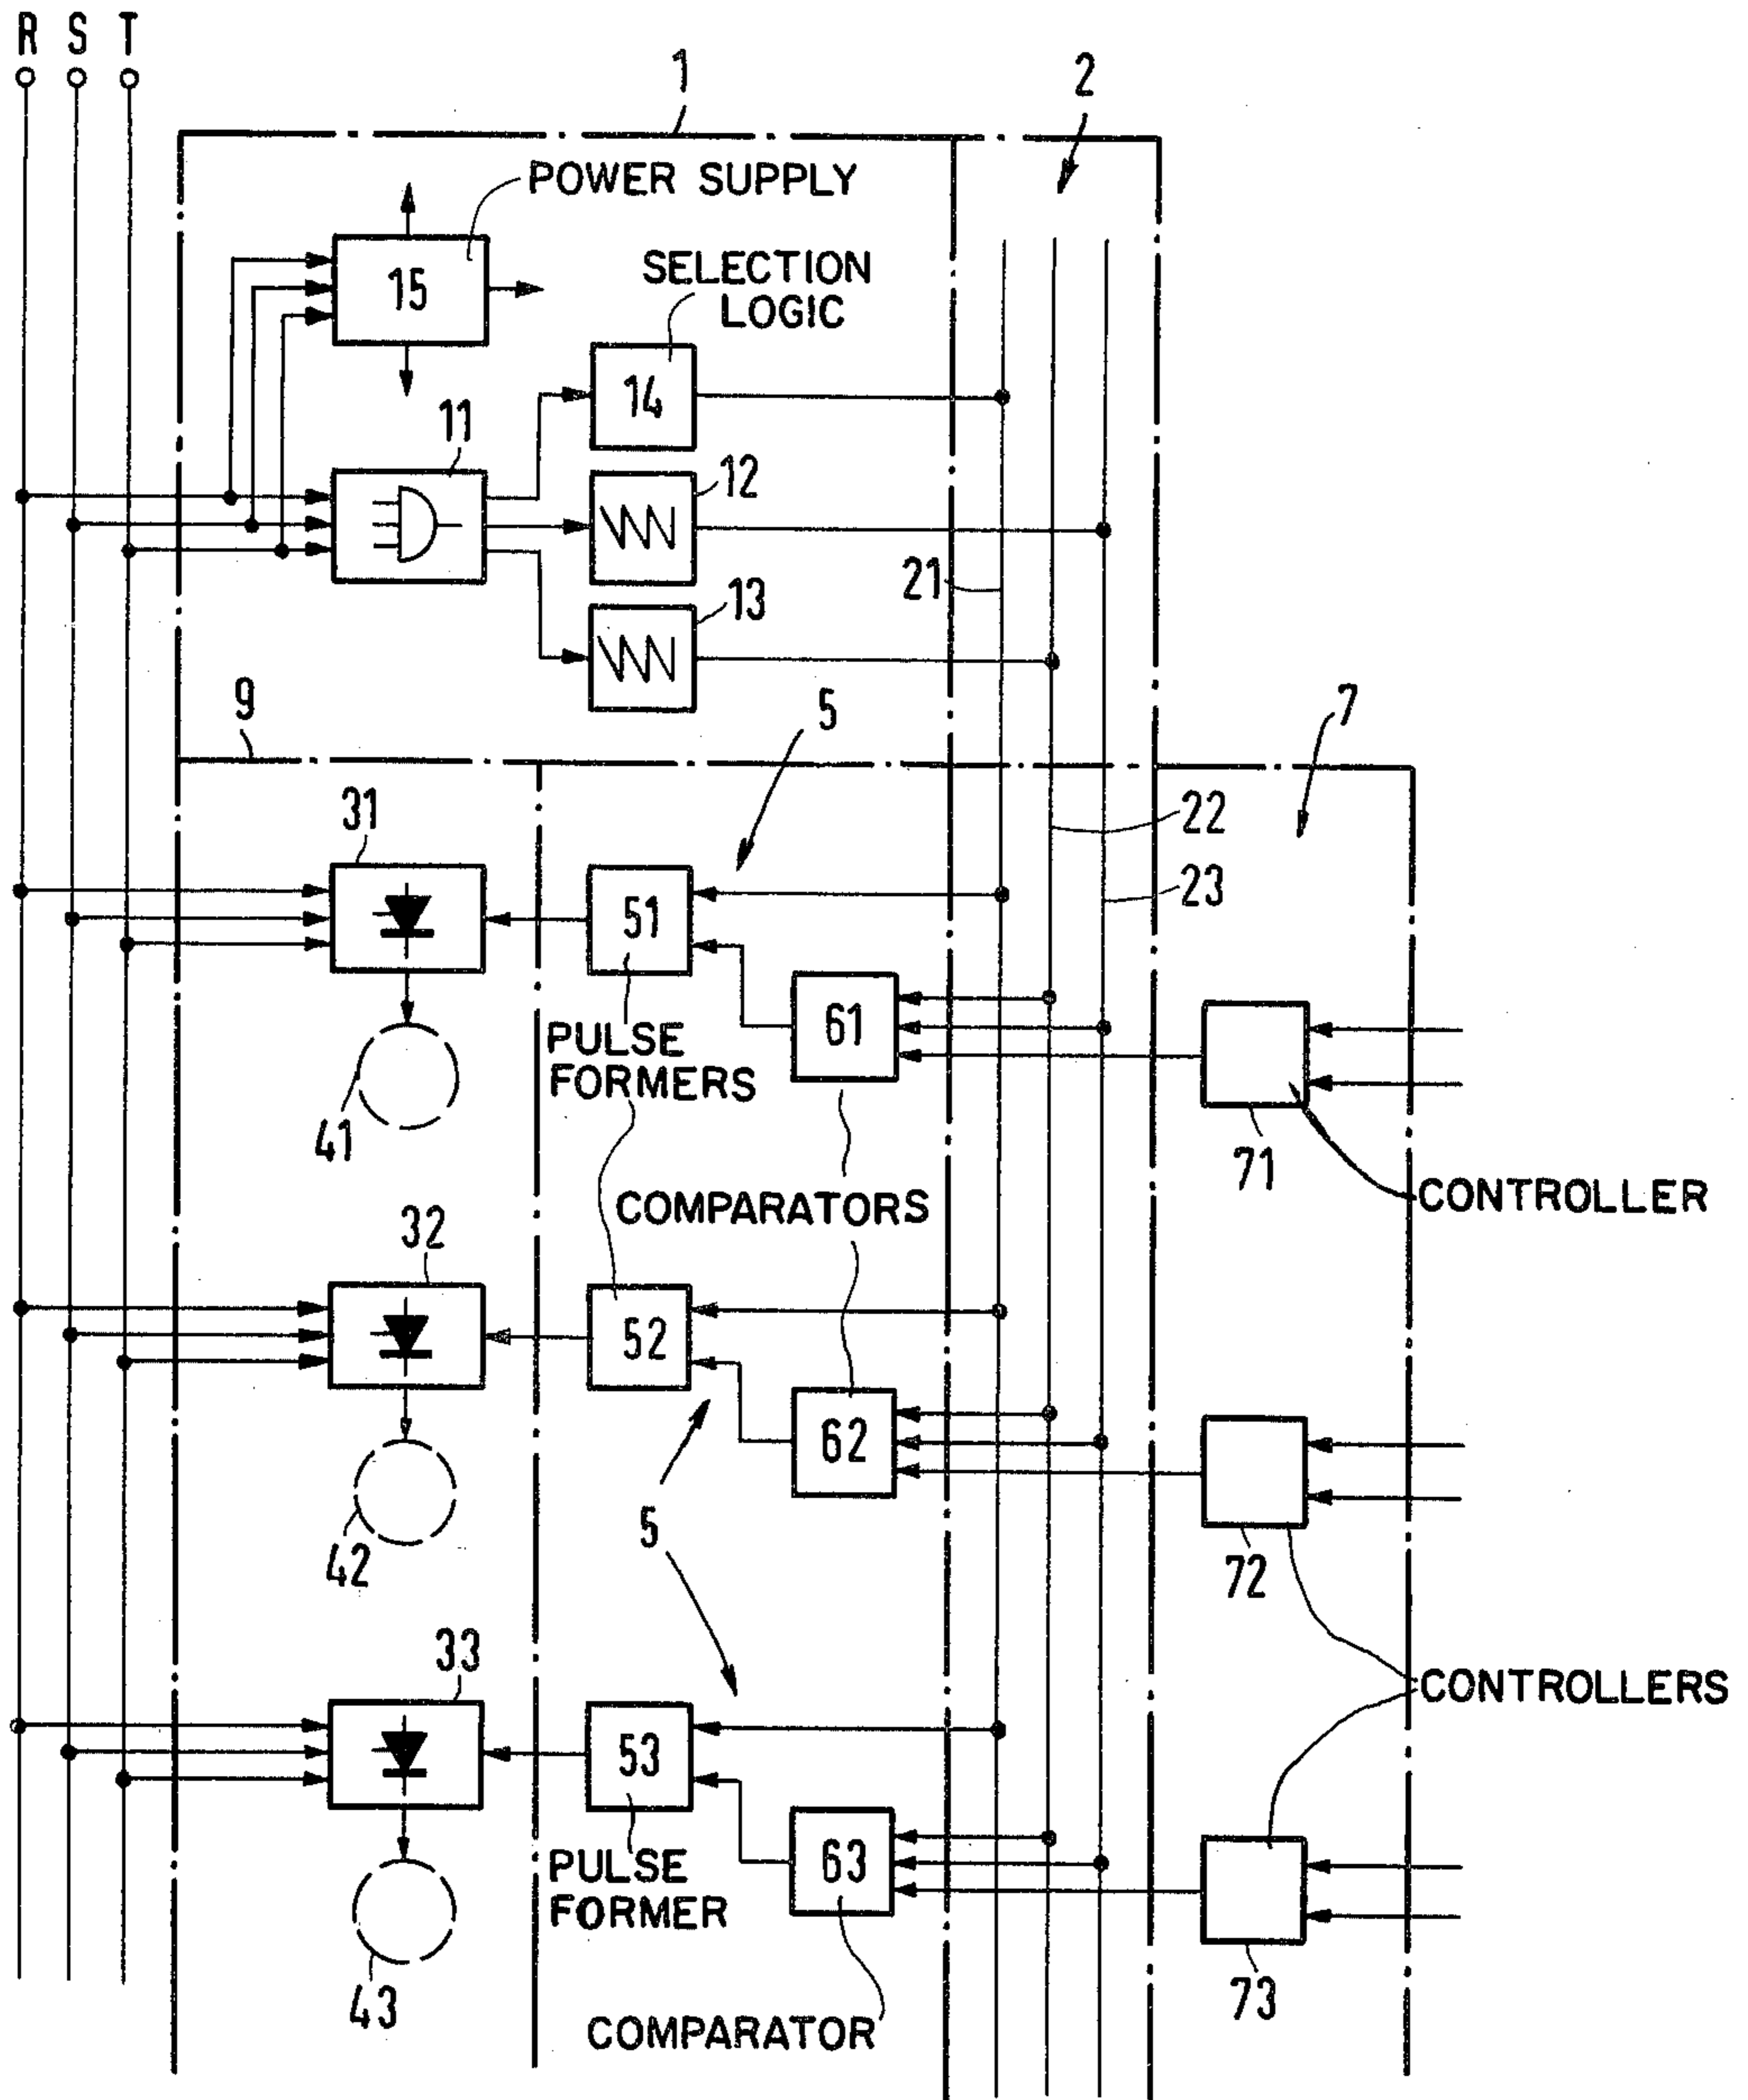 R S T
1
2
POWER SUPPLY
15
SELECTION
LOGIC
14
11
12
21
13
9
5
7
31
22
23
51
61
PULSE
FORMERS
41
71
COMPARATORS
CONTROLLER
32
52
62
5
42
72
33
CONTROLLERS
53
63
PULSE
FORMER
43
73
COMPARATOR